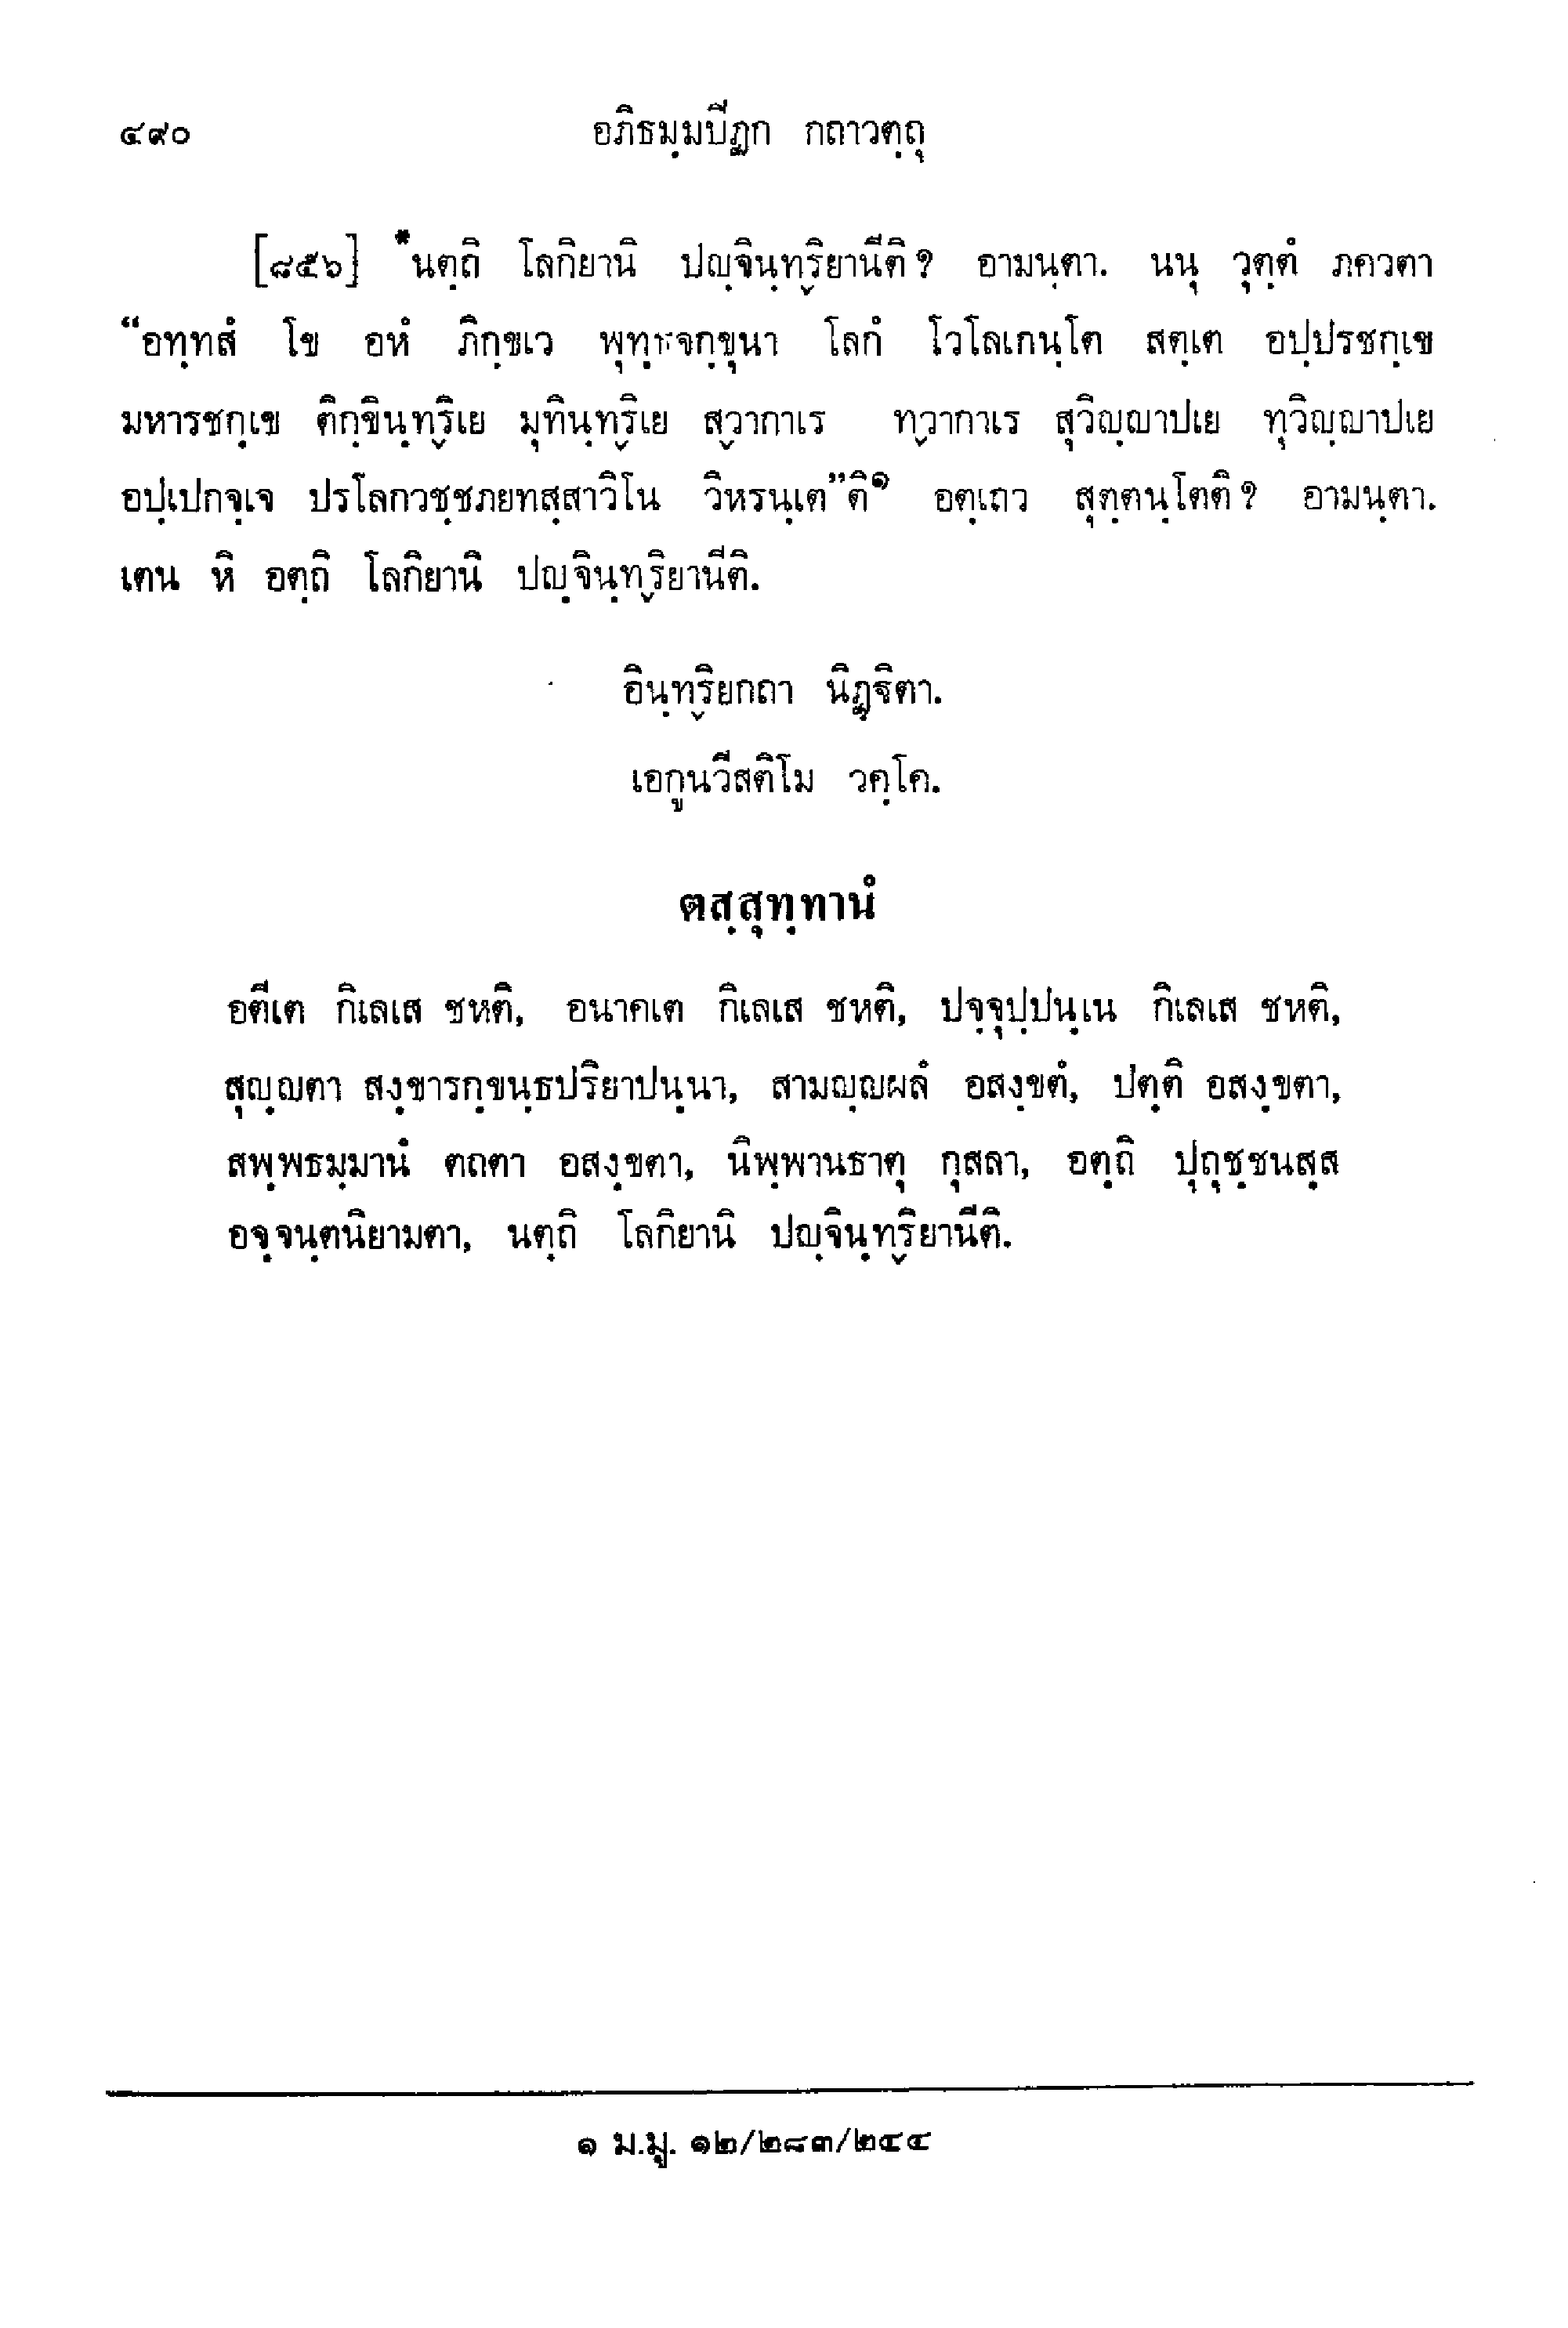 ๔๙๐ อภิธมฺมปีฏก กถาวตฺถุ
[๘๕๖] *นตฺถิ โลกิยานิ ปญฺจินฺทฺริยานีติ? อามนฺตา. นนุ วุตฺตํ ภควตา
“อทฺทสํ โข อหํ ภิกฺขเว พุทฺธจกฺขุนา โลกํ โวโลเกนฺโต สตฺเต อปฺปรชกฺเข
มหารชกฺเข ติกฺขินฺทฺริเย มุทินฺทฺริเย สฺวากาเร ทฺวากาเร สุวิญฺญาปเย ทุวิญฺญาปเย
อปฺเปกจฺเจ ปรโลกวชฺชภยทสฺสาวิโน วิหรนฺเต”ติ๑ อตฺเถว สุตฺตนฺโตติ? อามนฺตา.
เตน หิ อตฺถิ โลกิยานิ ปญฺจินฺทฺริยานีติ.
อินฺทฺริยกถา นิฏฺฐิตา.
เอกูนวีสติโม วคฺโค.
ตสฺสุทฺทานํ
อตีเต กิเลเส ชหติ, อนาคเต กิเลเส ชหติ, ปจฺจุปฺปนฺเน กิเลเส ชหติ,
สุญฺญตา สงฺขารกฺขนฺธปริยาปนฺนา, สามญฺญผลํ อสงฺขตํ, ปตฺติ อสงฺขตา,
สพฺพธมฺมานํ ตถตา อสงฺขตา, นิพฺพานธาตุ กุสลา, อตฺถิ ปุถุชฺชนสฺส
อจฺจนฺตนิยามตา, นตฺถิ โลกิยานิ ปญฺจินฺทฺริยานีติ.
๑ ม.มู. ๑๒/๒๘๓/๒๔๔